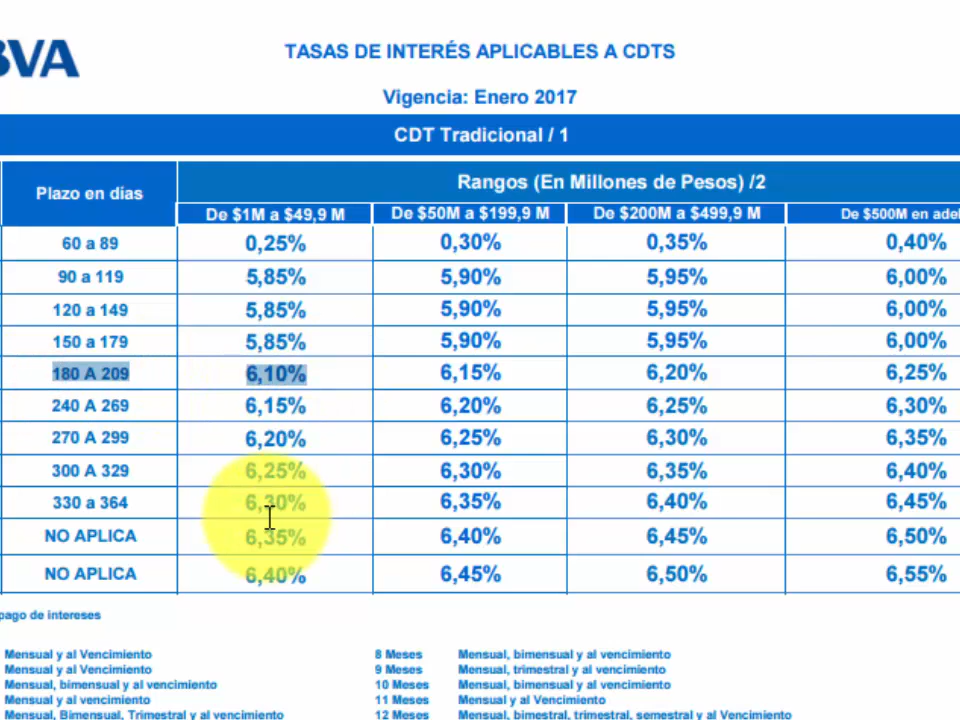 BVA
TASAS DE INTERÉS APLICABLES A CDTS
Vigencia: Enero 2017
CDT Tradicional / 1
Plazo en días
Rangos (En Millones de Pesos) /2
De $1M a $49,9 M De $50M a $199,9 M De $200M a $499,9 M De $500M en adel
60 a 89 0,25% 0,30% 0,35% 0,40%
90 a 119 5,85% 5,90% 5,95% 6,00%
120 a 149 5,85% 5,90% 5,95% 6,00%
150 a 179 5,85% 5,90% 5,95% 6,00%
180 A 209 6,10% 6,15% 6,20% 6,25%
240 A 269 6,15% 6,20% 6,25% 6,30%
270 A 299 6,20% 6,25% 6,30% 6,35%
300 A 329 6,25% 6,30% 6,35% 6,40%
330 a 364 6,30% 6,35% 6,40% 6,45%
NO APLICA 6,35% 6,40% 6,45% 6,50%
NO APLICA 6,40% 6,45% 6,50% 6,55%
pago de intereses
Mensual y al Vencimiento 8 Meses Mensual, bimensual y al vencimiento
Mensual y al Vencimiento 9 Meses Mensual, trimestral y al vencimiento
Mensual, bimensual y al vencimiento 10 Meses Mensual, bimensual y al vencimiento
Mensual y al vencimiento 11 Meses Mensual y al Vencimiento
Mensual, Bimensual, Trimestral y al vencimiento 12 Meses Mensual, bimestral, trimestral, semestral y al Vencimiento